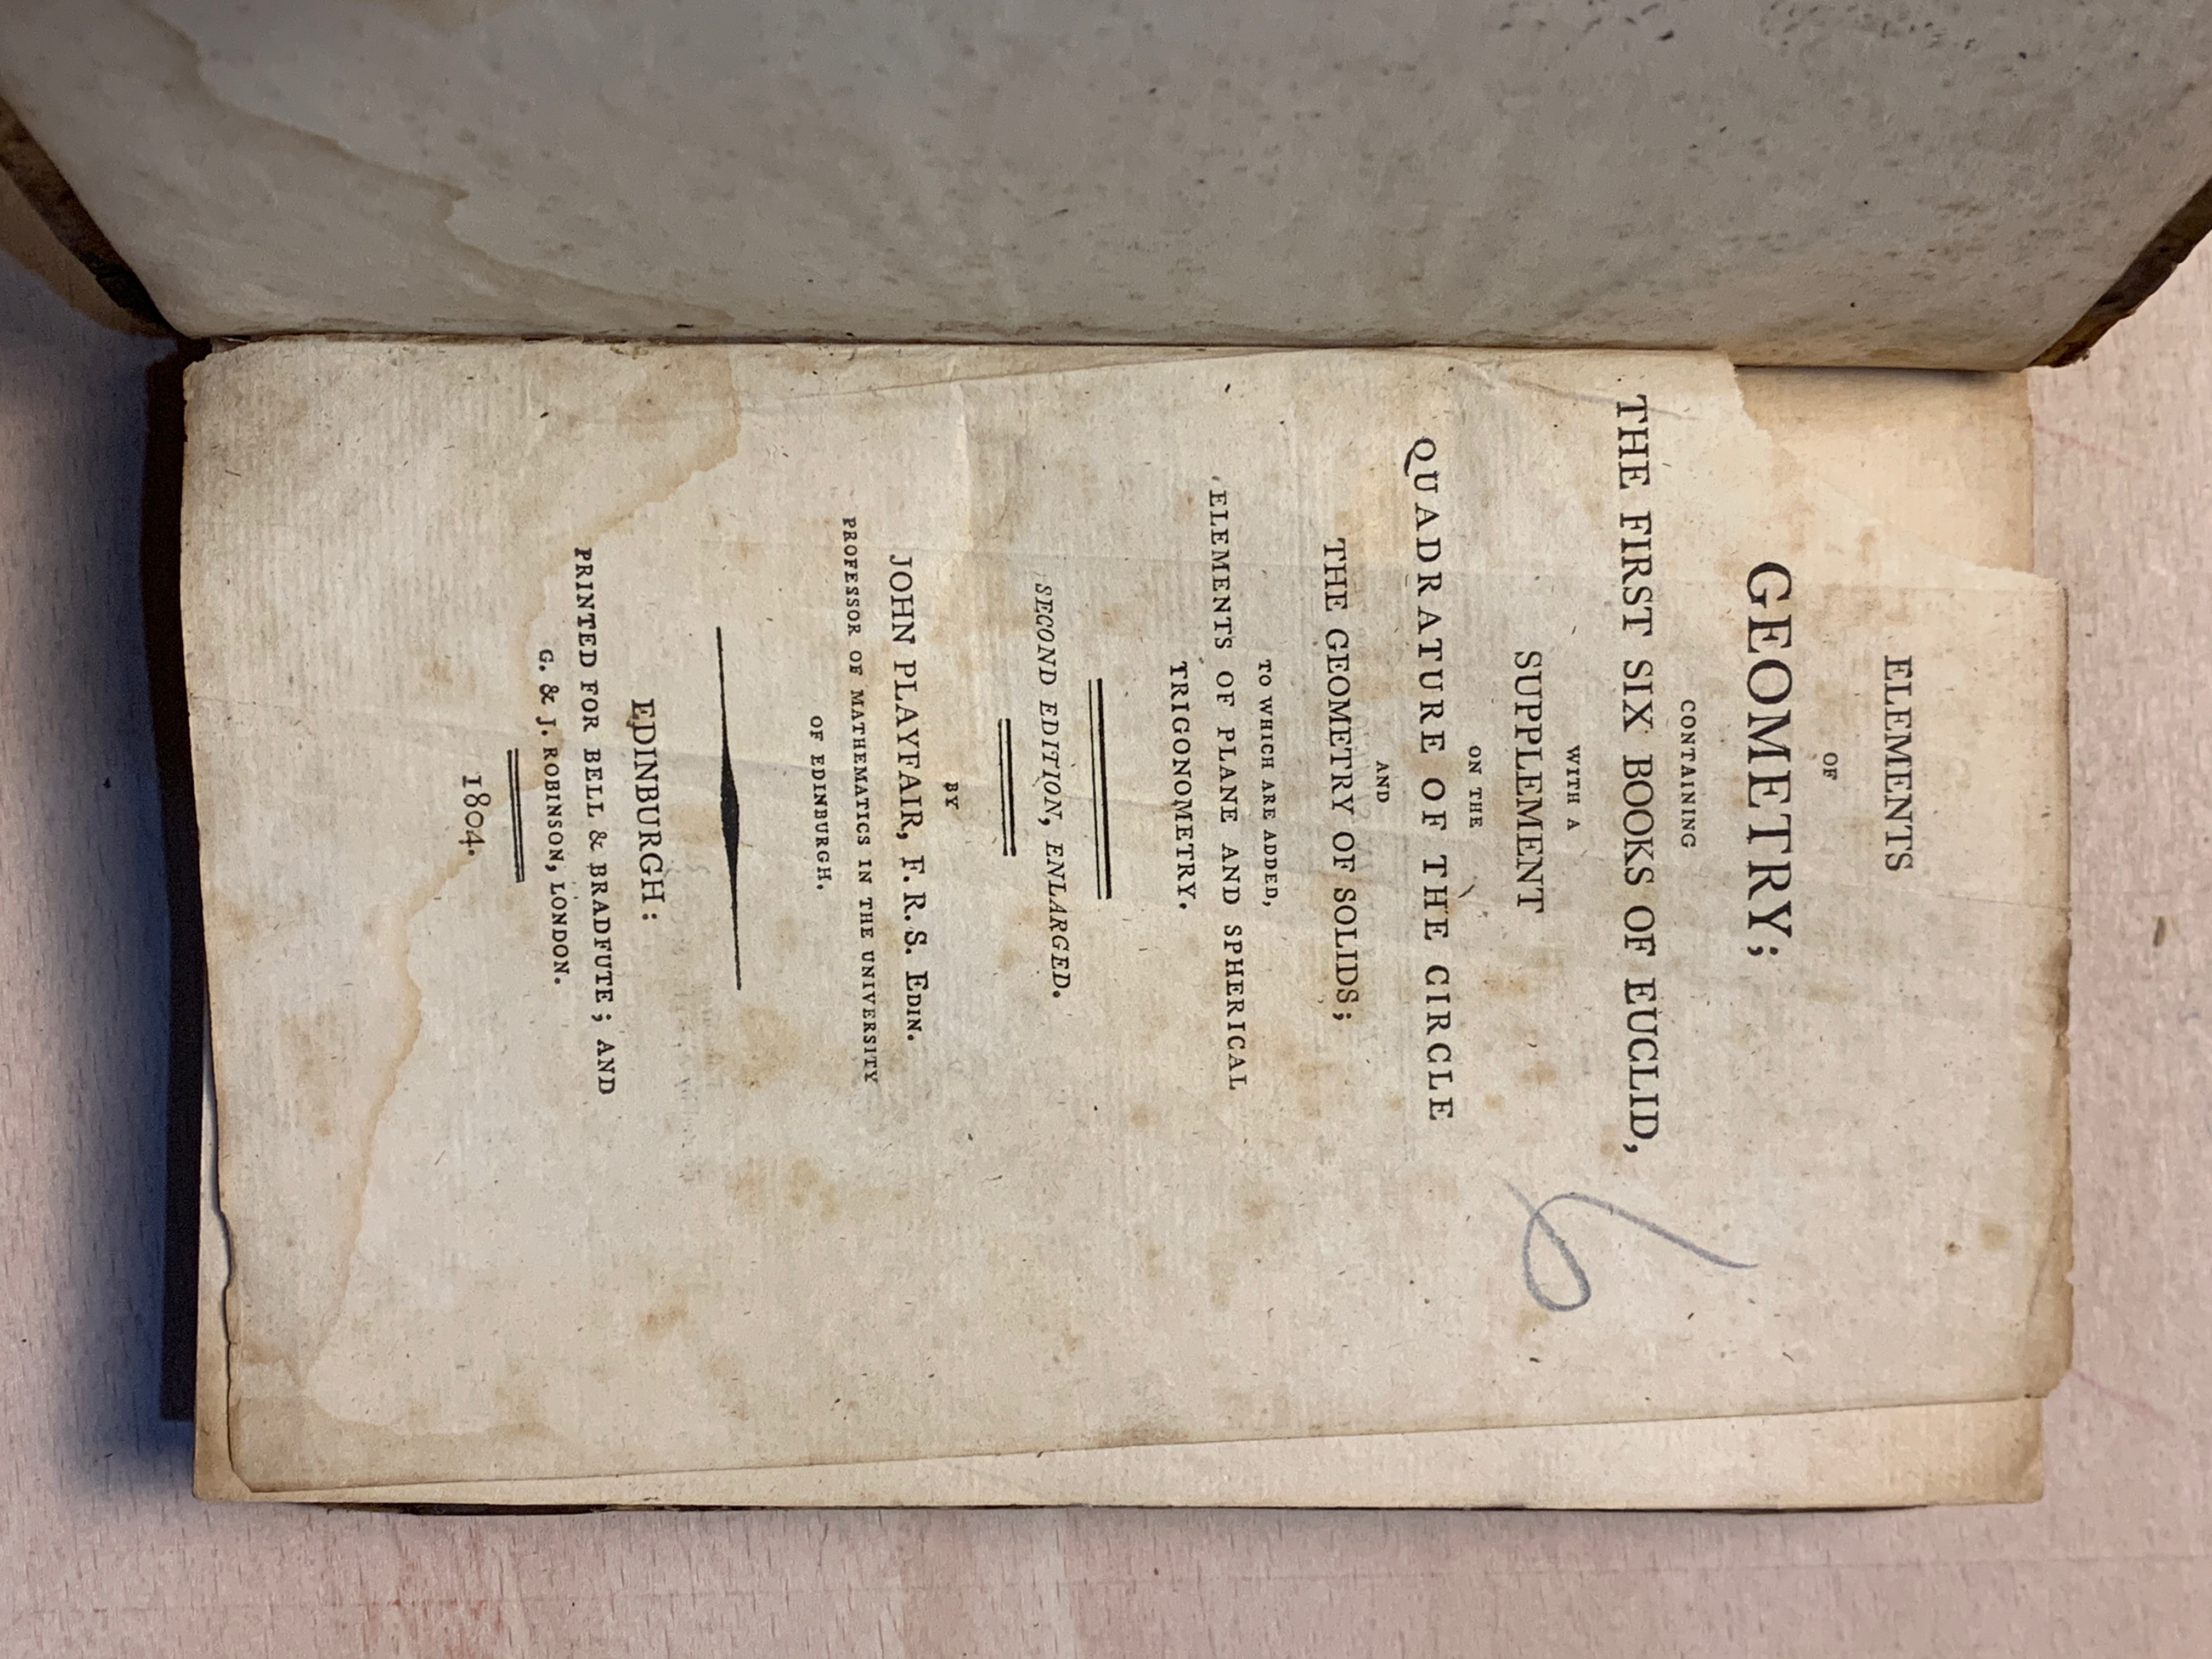 ELEMENTS
OF
GEOMETRY;
CONTAINING
THE FIRST SIX BOOKS OF EUCLID,
WITH A
SUPPLEMENT
ON THE
QUADRATURE OF THE CIRCLE
AND
THE GEOMETRY OF SOLIDS;
TO WHICH ARE ADDED,
ELEMENTS OF PLANE AND SPHERICAL
TRIGONOMETRY.
SECOND EDITION, ENLARGED.
BY
JOHN PLAYFAIR, F. R. S. EDIN.
PROFESSOR OF MATHEMATICS IN THE UNIVERSITY
OF EDINBURGH.
EDINBURGH:
PRINTED FOR BELL & BRADFUTE; AND
G. & J. ROBINSON, LONDON.
1804.